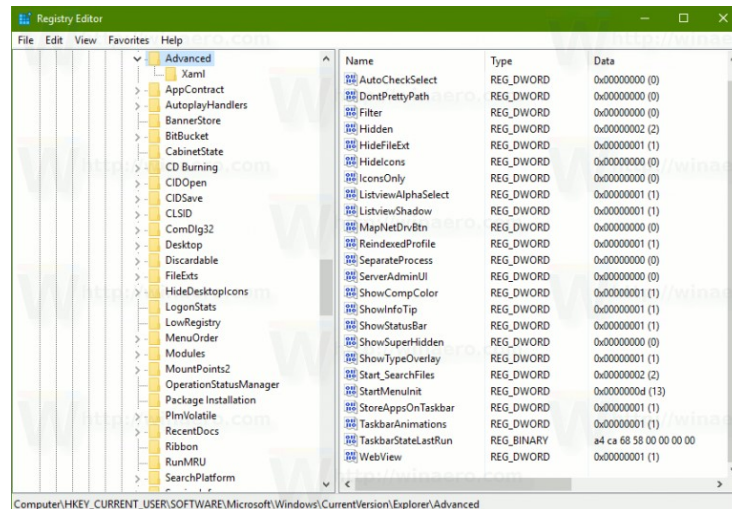 Registry Editor
File Edit View Favorites Help
Advanced
Xaml
AppContract
AutoplayHandlers
BannerStore
BitBucket
CabinetState
CD Burning
CIDOpen
CIDSave
CLSID
ComDlg32
Desktop
Discardable
FileExts
HideDesktopIcons
LogonStats
LowRegistry
MenuOrder
Modules
MountPoints2
OperationStatusManager
Package Installation
PlmVolatile
RecentDocs
Ribbon
RunMRU
SearchPlatform
Name Type Data
AutoCheckSelect REG_DWORD 0x00000000 (0)
DontPrettyPath REG_DWORD 0x00000000 (0)
Filter REG_DWORD 0x00000000 (0)
Hidden REG_DWORD 0x00000002 (2)
HideFileExt REG_DWORD 0x00000001 (1)
HideIcons REG_DWORD 0x00000000 (0)
IconsOnly REG_DWORD 0x00000000 (0)
ListviewAlphaSelect REG_DWORD 0x00000001 (1)
ListviewShadow REG_DWORD 0x00000001 (1)
MapNetDrvBtn REG_DWORD 0x00000000 (0)
ReindexedProfile REG_DWORD 0x00000001 (1)
SeparateProcess REG_DWORD 0x00000000 (0)
ServerAdminUI REG_DWORD 0x00000000 (0)
ShowCompColor REG_DWORD 0x00000001 (1)
ShowInfoTip REG_DWORD 0x00000001 (1)
ShowStatusBar REG_DWORD 0x00000001 (1)
ShowSuperHidden REG_DWORD 0x00000000 (0)
ShowTypeOverlay REG_DWORD 0x00000001 (1)
Start_SearchFiles REG_DWORD 0x00000002 (2)
StartMenuInit REG_DWORD 0x0000000d (13)
StoreAppsOnTaskbar REG_DWORD 0x00000001 (1)
TaskbarAnimations REG_DWORD 0x00000001 (1)
TaskbarStateLastRun REG_BINARY a4 ca 68 58 00 00 00 00
WebView REG_DWORD 0x00000001 (1)
Computer\HKEY_CURRENT_USER\SOFTWARE\Microsoft\Windows\CurrentVersion\Explorer\Advanced